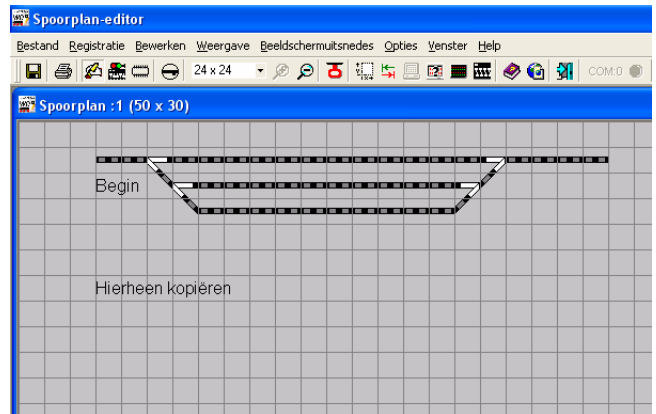 Spoorplan-editor
Bestand Registratie Bewerken Weergave Beeldschermuitsnedes Opties Venster Help
24 x 24 COM:0
Spoorplan :1 (50 x 30)
Begin
Hierheen kopiëren